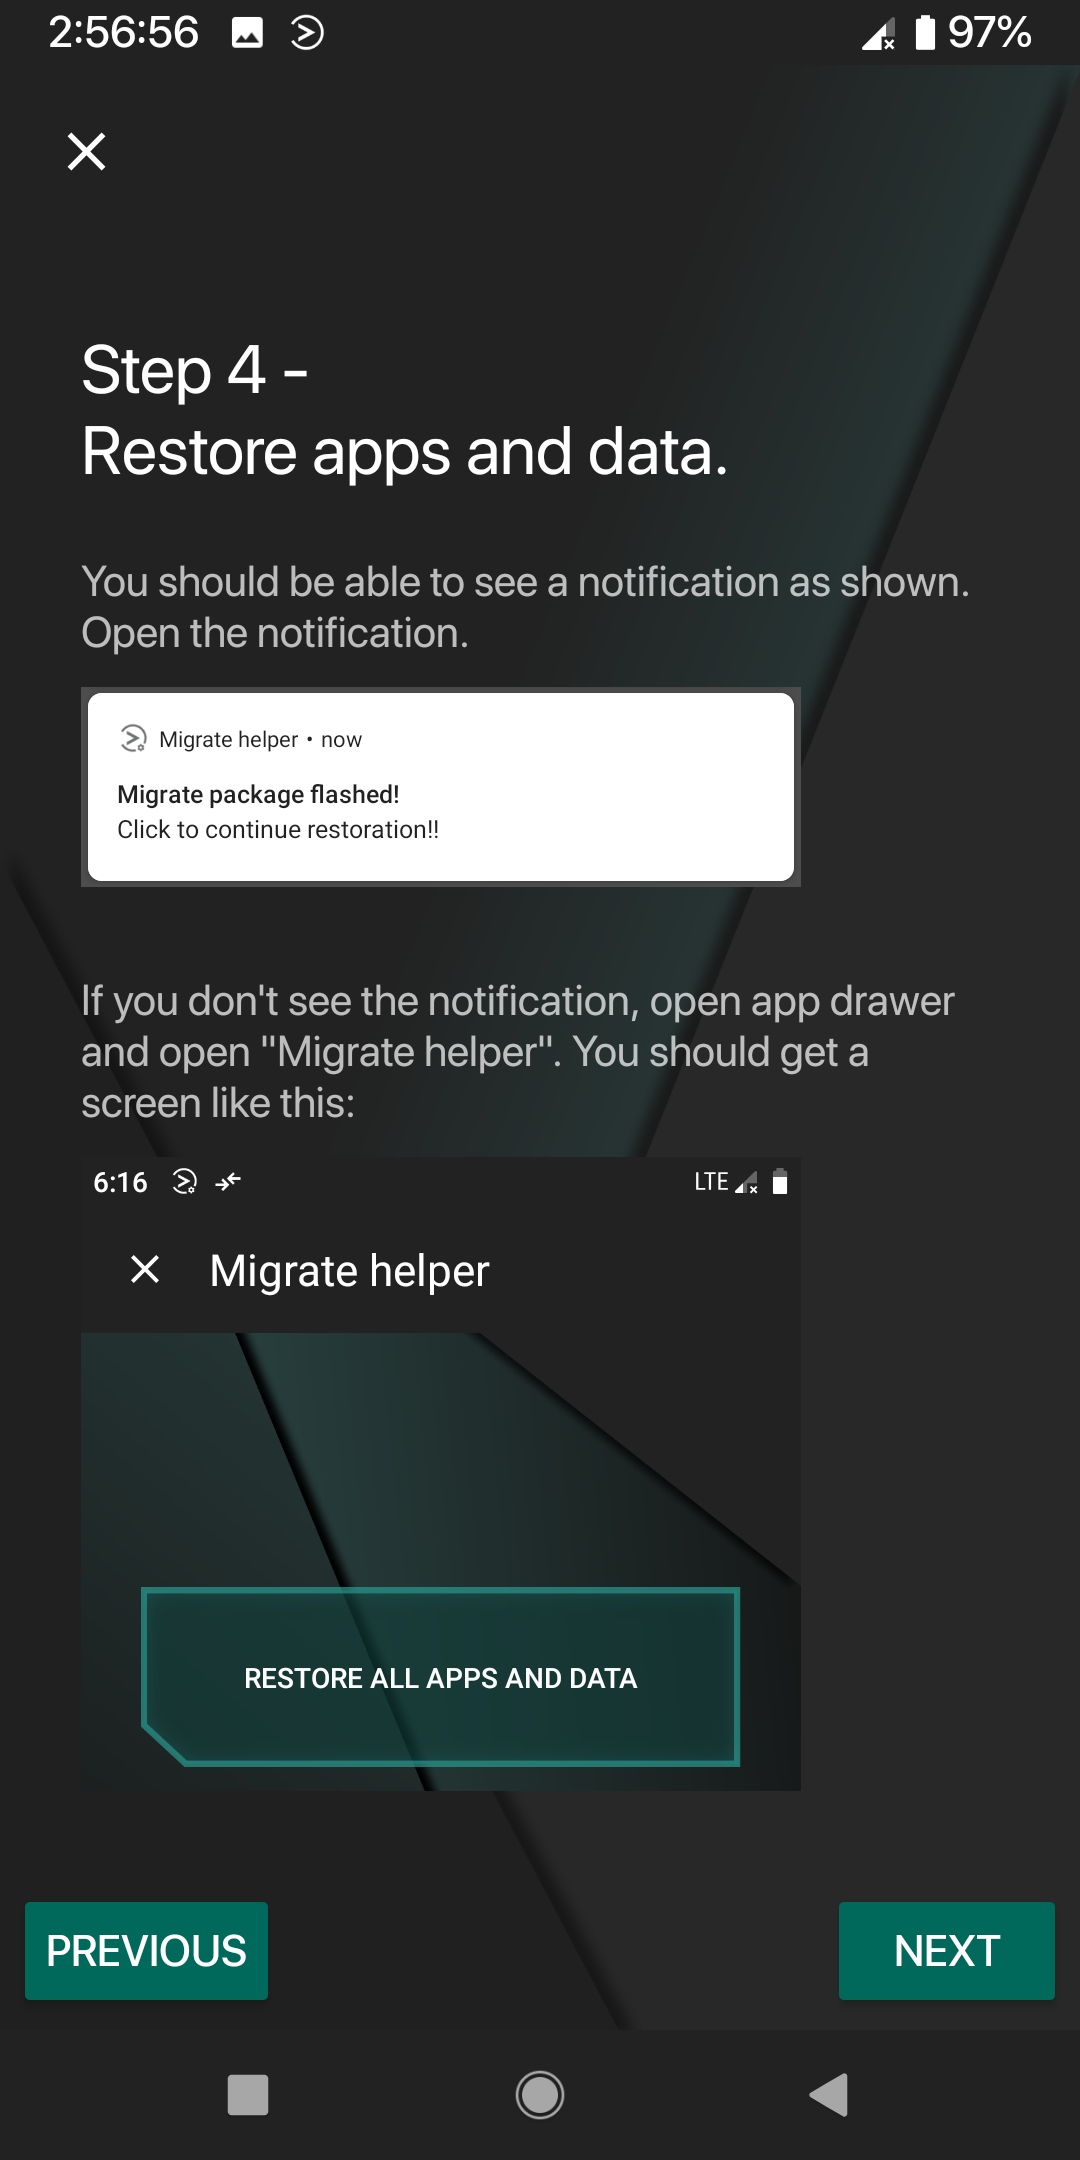 2:56:56 97%
Step 4 -
Restore apps and data.
You should be able to see a notification as shown.
Open the notification.
Migrate helper • now
Migrate package flashed!
Click to continue restoration!!
If you don't see the notification, open app drawer
and open "Migrate helper". You should get a
screen like this:
6:16 LTE
Migrate helper
RESTORE ALL APPS AND DATA
PREVIOUS NEXT